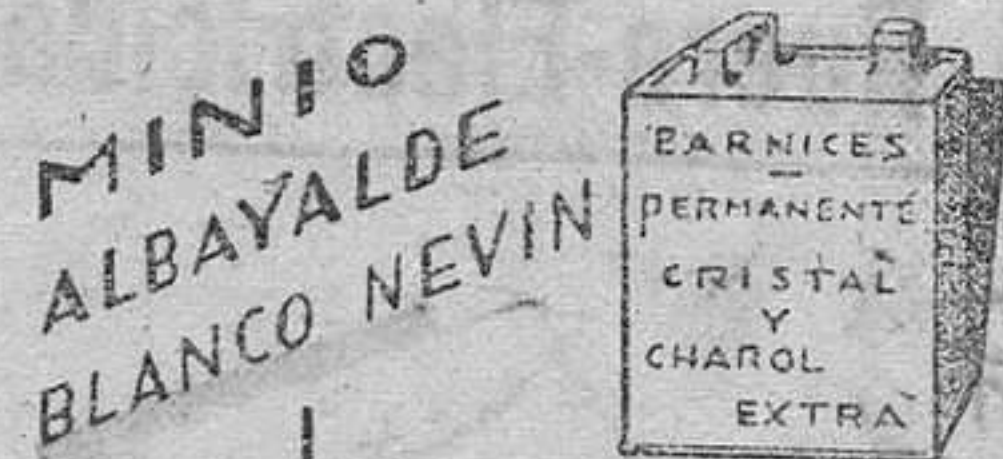 MINIO
ALBAYALDE
BLANCO NEVIN
BARNICES
PERMANENTE
CRISTAL
Y
CHAROL
EXTRA